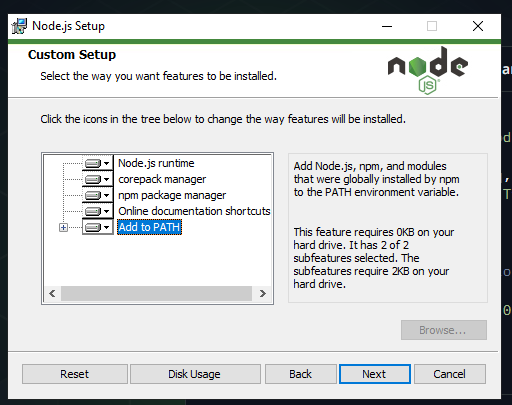 Node.js Setup
Custom Setup
Select the way you want features to be installed.
node
JS
Click the icons in the tree below to change the way features will be installed.
Node.js runtime
corepack manager
npm package manager
Online documentation shortcuts
Add to PATH
Add Node.js, npm, and modules
that were globally installed by npm
to the PATH environment variable.
This feature requires 0KB on your
hard drive. It has 2 of 2
subfeatures selected. The
subfeatures require 2KB on your
hard drive.
Browse...
Reset
Disk Usage
Back
Next
Cancel